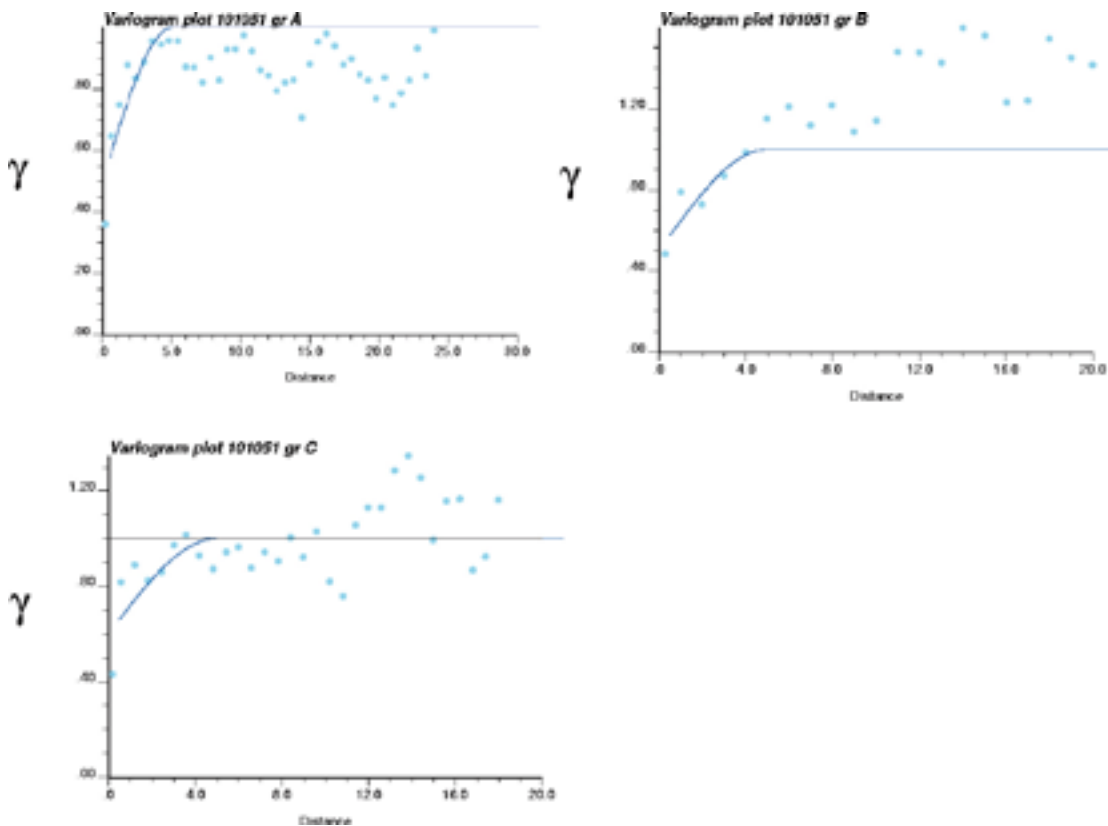 Variogram plot 101051 gr A
γ
.80
.60
.40
.20
.00
.0 5.0 10.0 15.0 20.0 25.0 30.0
Distance
Variogram plot 101051 gr B
γ
1.20
.80
.40
.00
.0 4.0 8.0 12.0 16.0 20.0
Distance
Variogram plot 101051 gr C
γ
1.20
.80
.40
.00
.0 4.0 8.0 12.0 16.0 20.0
Distance